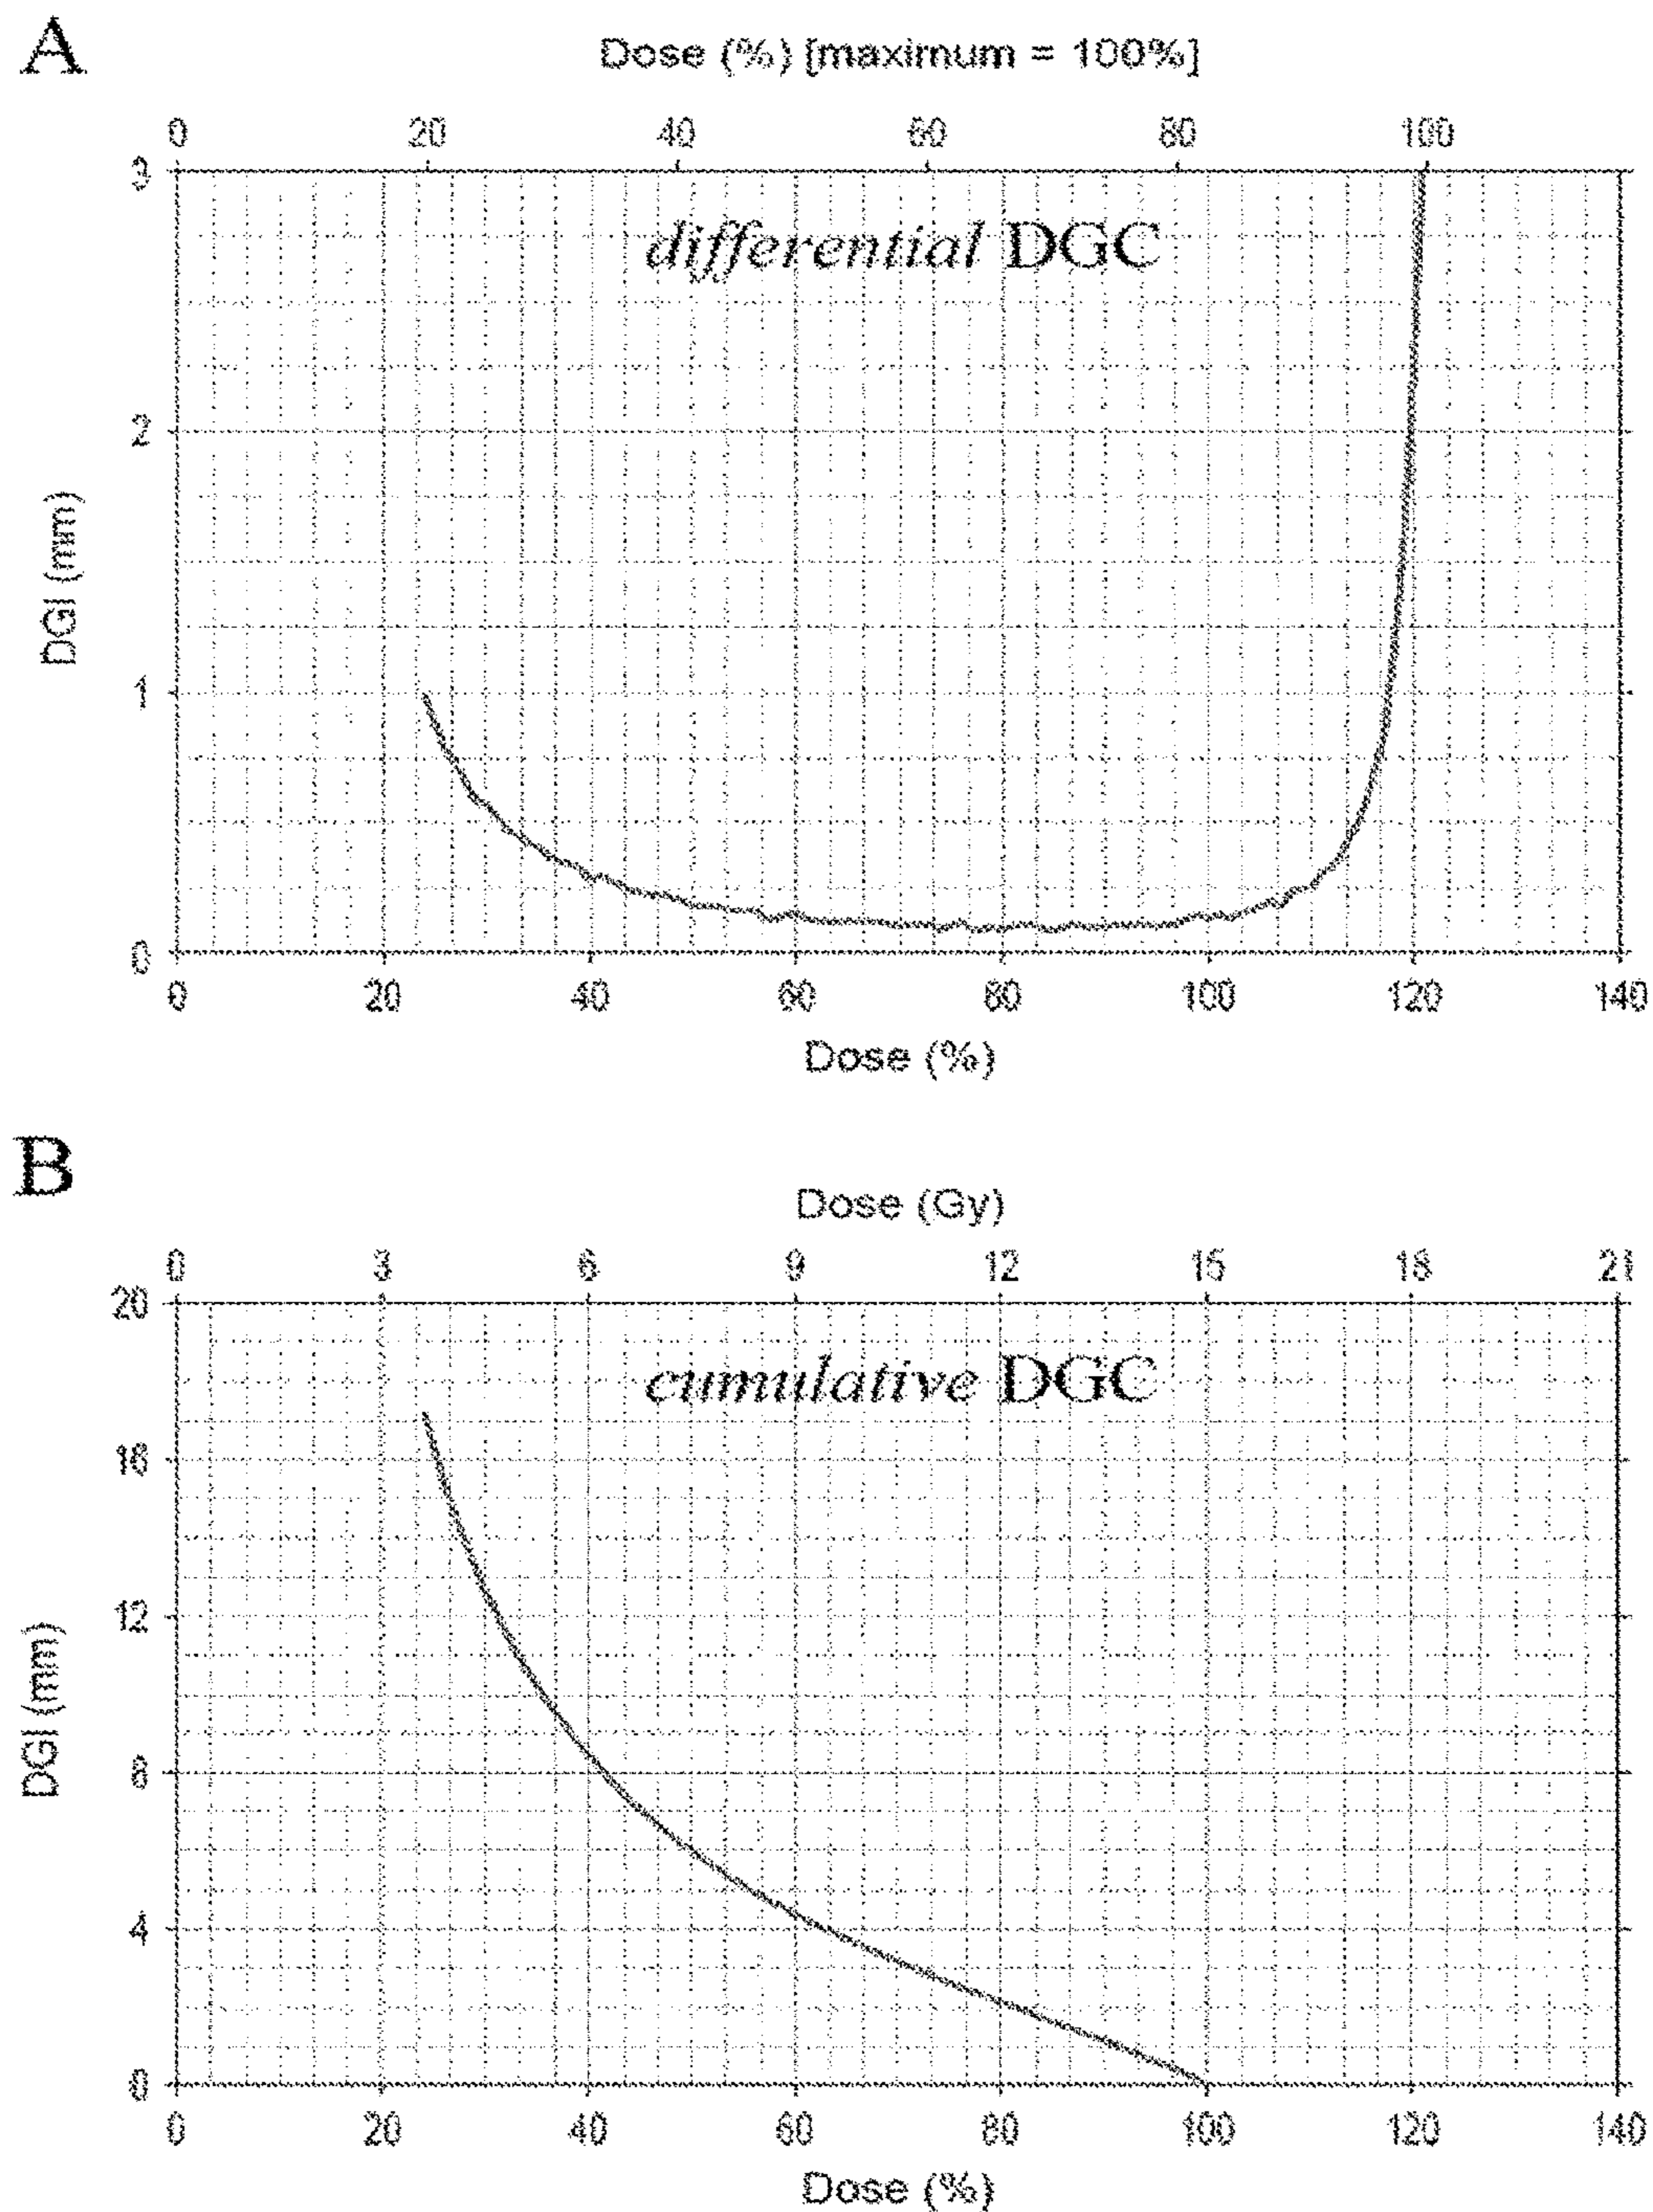 A
Dose (%) [maximum = 100%]
0 20 40 60 80 100
3
differential DGC
2
DGI (mm)
1
0
0 20 40 60 80 100 120 140
Dose (%)
B
Dose (Gy)
0 3 6 9 12 15 18 21
20
cumulative DGC
16
12
DGI (mm)
8
4
0
0 20 40 60 80 100 120 140
Dose (%)